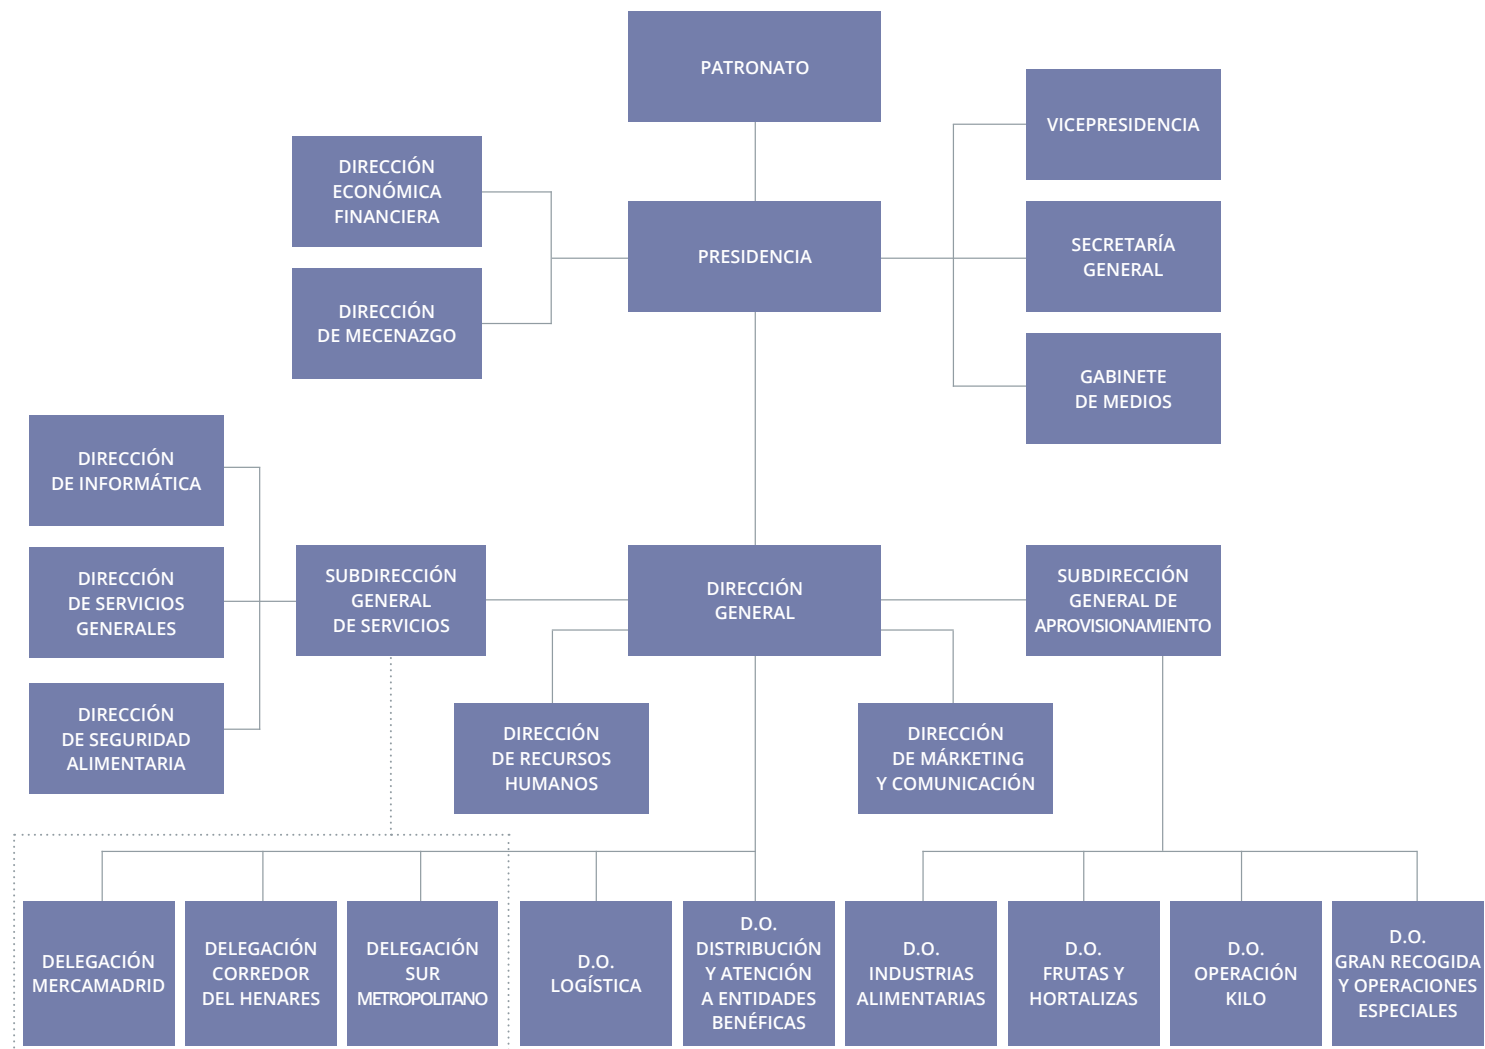 PATRONATO
VICEPRESIDENCIA
DIRECCIÓN
ECONÓMICA
FINANCIERA
PRESIDENCIA
SECRETARÍA
GENERAL
DIRECCIÓN
DE MECENAZGO
GABINETE
DE MEDIOS
DIRECCIÓN
DE INFORMÁTICA
DIRECCIÓN
DE SERVICIOS
GENERALES
SUBDIRECCIÓN
GENERAL
DE SERVICIOS
DIRECCIÓN
GENERAL
SUBDIRECCIÓN
GENERAL DE
APROVISIONAMIENTO
DIRECCIÓN
DE SEGURIDAD
ALIMENTARIA
DIRECCIÓN
DE RECURSOS
HUMANOS
DIRECCIÓN
DE MÁRKETING
Y COMUNICACIÓN
DELEGACIÓN
MERCAMADRID
DELEGACIÓN
CORREDOR
DEL HENARES
DELEGACIÓN
SUR
METROPOLITANO
D.O.
LOGÍSTICA
D.O.
DISTRIBUCIÓN
Y ATENCIÓN
A ENTIDADES
BENÉFICAS
D.O.
INDUSTRIAS
ALIMENTARIAS
D.O.
FRUTAS Y
HORTALIZAS
D.O.
OPERACIÓN
KILO
D.O.
GRAN RECOGIDA
Y OPERACIONES
ESPECIALES